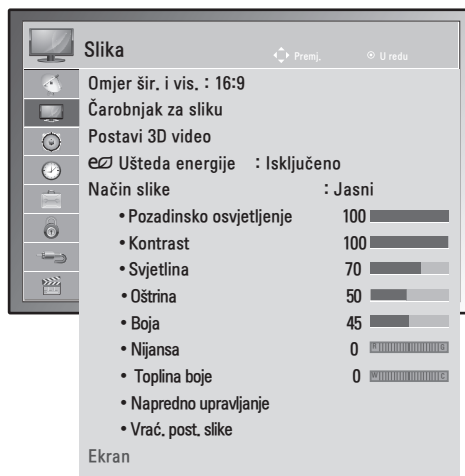 Slika Premj. U redu
Omjer šir. i vis. : 16:9
Čarobnjak za sliku
Postavi 3D video
Ušteda energije : Isključeno
Način slike : Jasni
• Pozadinsko osvjetljenje 100
• Kontrast 100
• Svjetlina 70
• Oštrina 50
• Boja 45
• Nijansa 0 R G
• Toplina boje 0 W C
• Napredno upravljanje
• Vrać. post. slike
Ekran